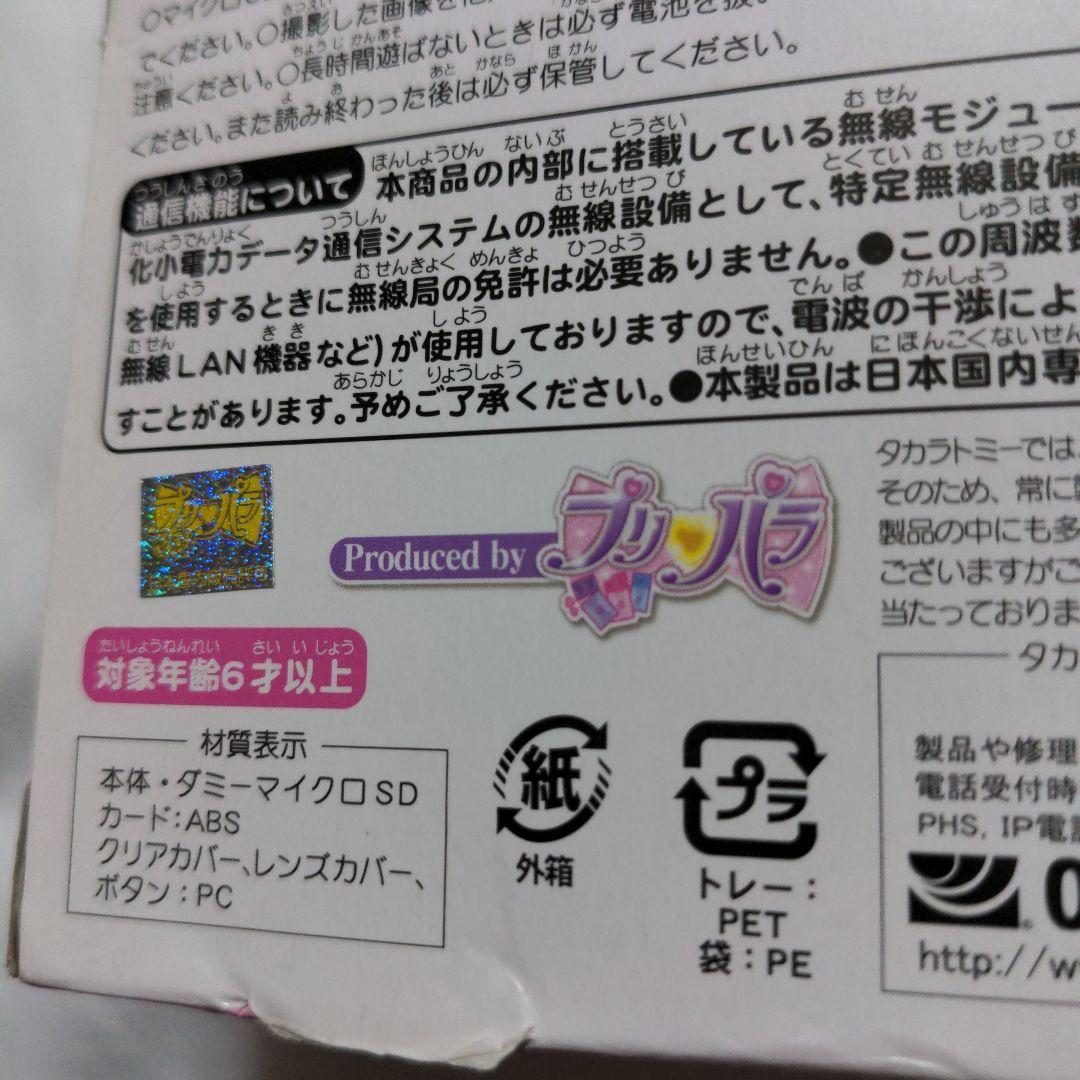 ○マイクロ
でください。○撮影した画像を他
注意ください。○長時間遊ばないときは必ず電池を抜い
ください。また読み終わった後は必ず保管してください。
通信機能について
本商品の内部に搭載している無線モジュー
化小電力データ通信システムの無線設備として、特定無線設備
を使用するときに無線局の免許は必要ありません。●この周波数
無線LAN機器など)が使用しておりますので、電波の干渉によ
すことがあります。予めご了承ください。●本製品は日本国内専
プリパラ
Produced by プリパラ
タカラトミーでは、
そのため、常に
製品の中にも多
ございますがご
当たっておりま
対象年齢6才以上
材質表示
本体・ダミーマイクロSD
カード:ABS
クリアカバー、レンズカバー、
ボタン:PC
紙
外箱
プラ
トレー:
PET
袋:PE
タカ
製品や修理
電話受付時
PHS, IP電話
0
http://w